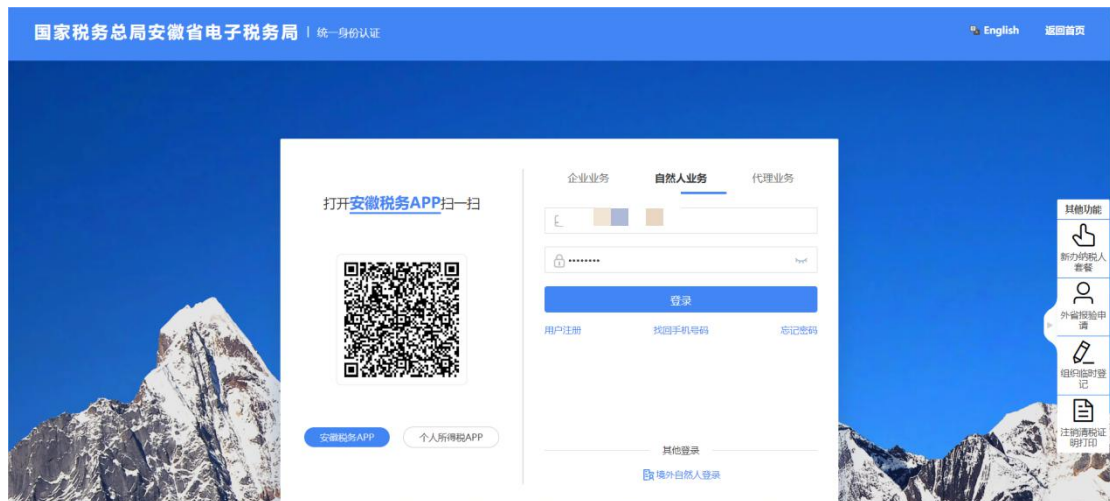 国家税务总局安徽省电子税务局 | 统一身份认证
English 返回首页
打开安徽税务APP扫一扫
安徽税务APP 个人所得税APP
企业业务 自然人业务 代理业务
登录
用户注册 找回手机号码 忘记密码
其他登录
境外自然人登录
其他功能
新办纳税人
套餐
外省报验申
请
组织临时登
记
注销清税证
明打印